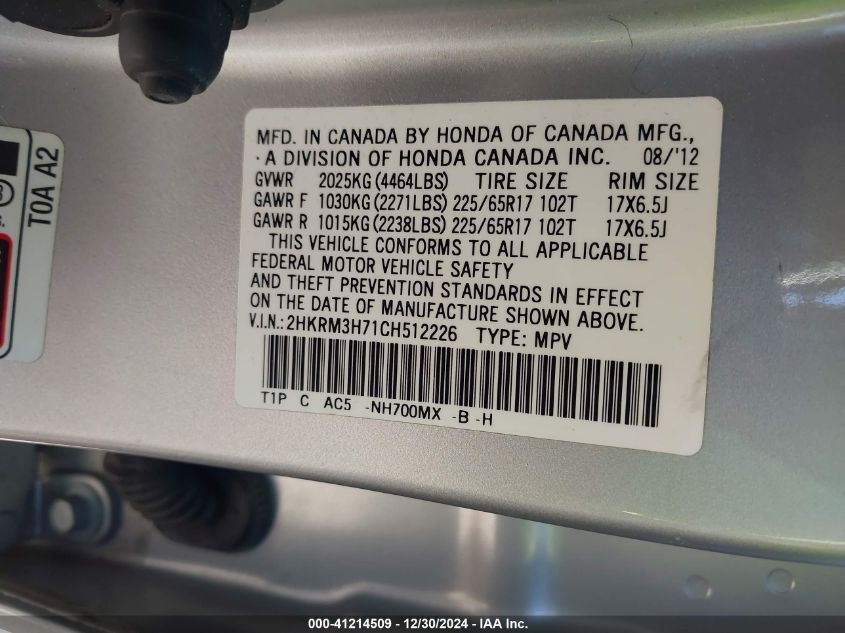 MFD. IN CANADA BY HONDA OF CANADA MFG.,
A DIVISION OF HONDA CANADA INC. 08/'12
GVWR 2025KG (4464LBS) TIRE SIZE RIM SIZE
GAWR F 1030KG (2271LBS) 225/65R17 102T 17X6.5J
GAWR R 1015KG (2238LBS) 225/65R17 102T 17X6.5J
THIS VEHICLE CONFORMS TO ALL APPLICABLE
FEDERAL MOTOR VEHICLE SAFETY
AND THEFT PREVENTION STANDARDS IN EFFECT
ON THE DATE OF MANUFACTURE SHOWN ABOVE.
V.I.N.: 2HKRM3H71CH512226 TYPE: MPV
T1P C AC5 -NH700MX -B -H
T0A A2
000-41214509 - 12/30/2024 - IAA Inc.